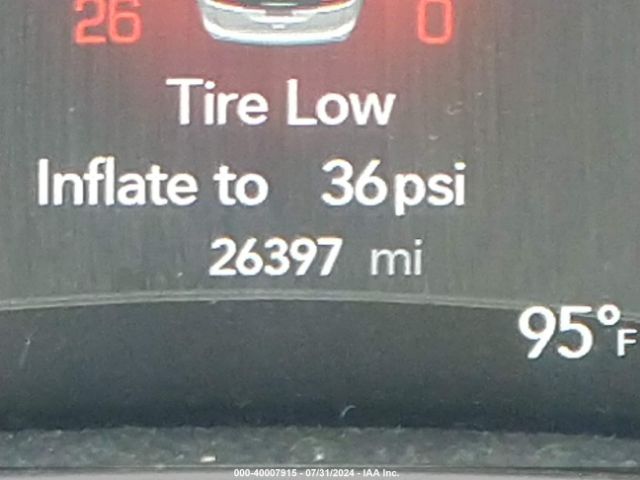 26 0
Tire Low
Inflate to 36psi
26397 mi
95°F
000-40007915 - 07/31/2024 - IAA Inc.